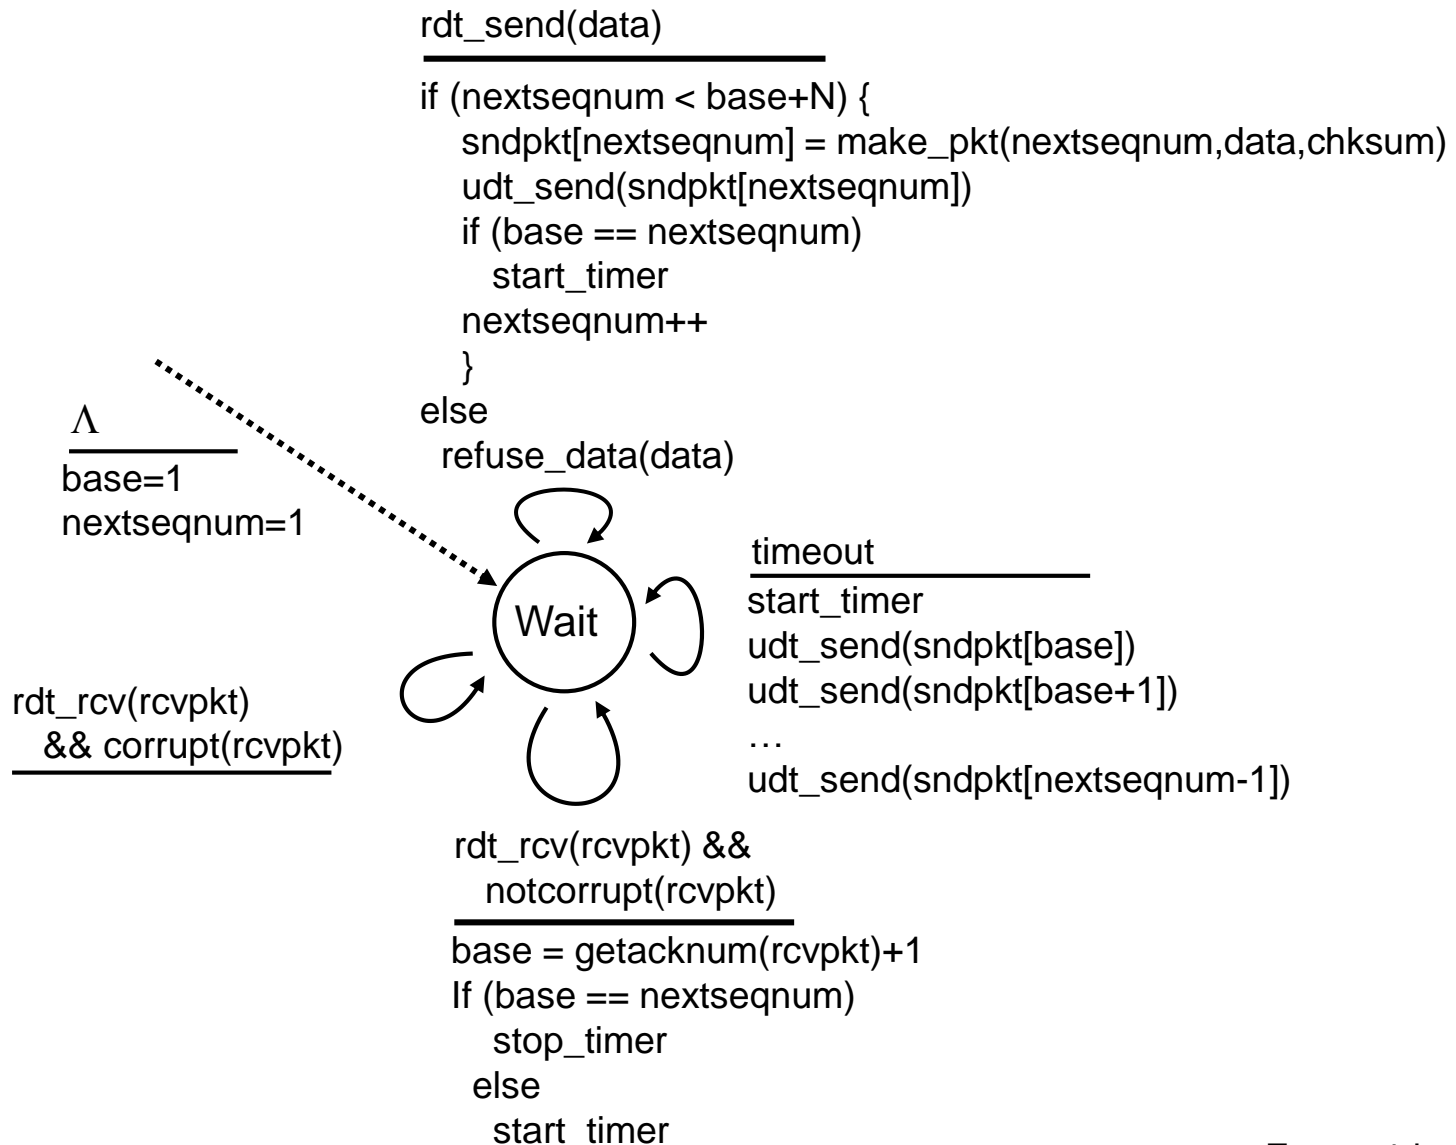 rdt_send(data)
if (nextseqnum < base+N) {
sndpkt[nextseqnum] = make_pkt(nextseqnum,data,chksum)
udt_send(sndpkt[nextseqnum])
if (base == nextseqnum)
start_timer
nextseqnum++
}
else
refuse_data(data)
Λ
base=1
nextseqnum=1
Wait
timeout
start_timer
udt_send(sndpkt[base])
udt_send(sndpkt[base+1])
…
udt_send(sndpkt[nextseqnum-1])
rdt_rcv(rcvpkt)
&& corrupt(rcvpkt)
rdt_rcv(rcvpkt) &&
notcorrupt(rcvpkt)
base = getacknum(rcvpkt)+1
If (base == nextseqnum)
stop_timer
else
start_timer